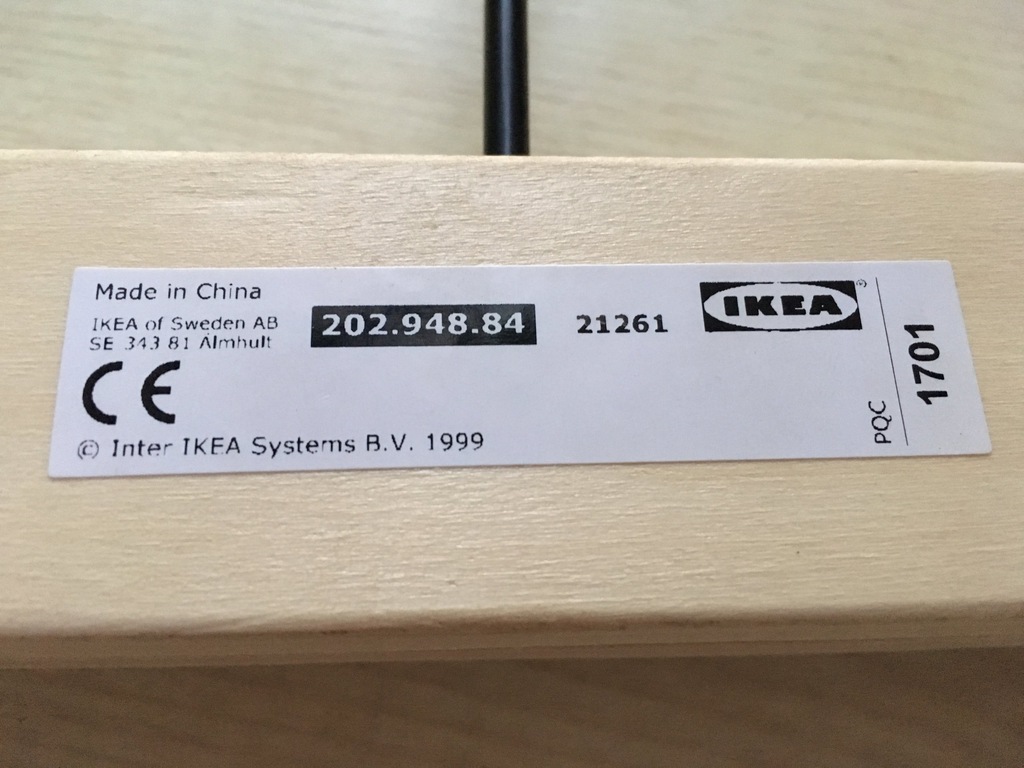 Made in China
IKEA of Sweden AB
SE 343 81 Älmhult
202.948.84
21261
IKEA®
CE
© Inter IKEA Systems B.V. 1999
PQC
1701